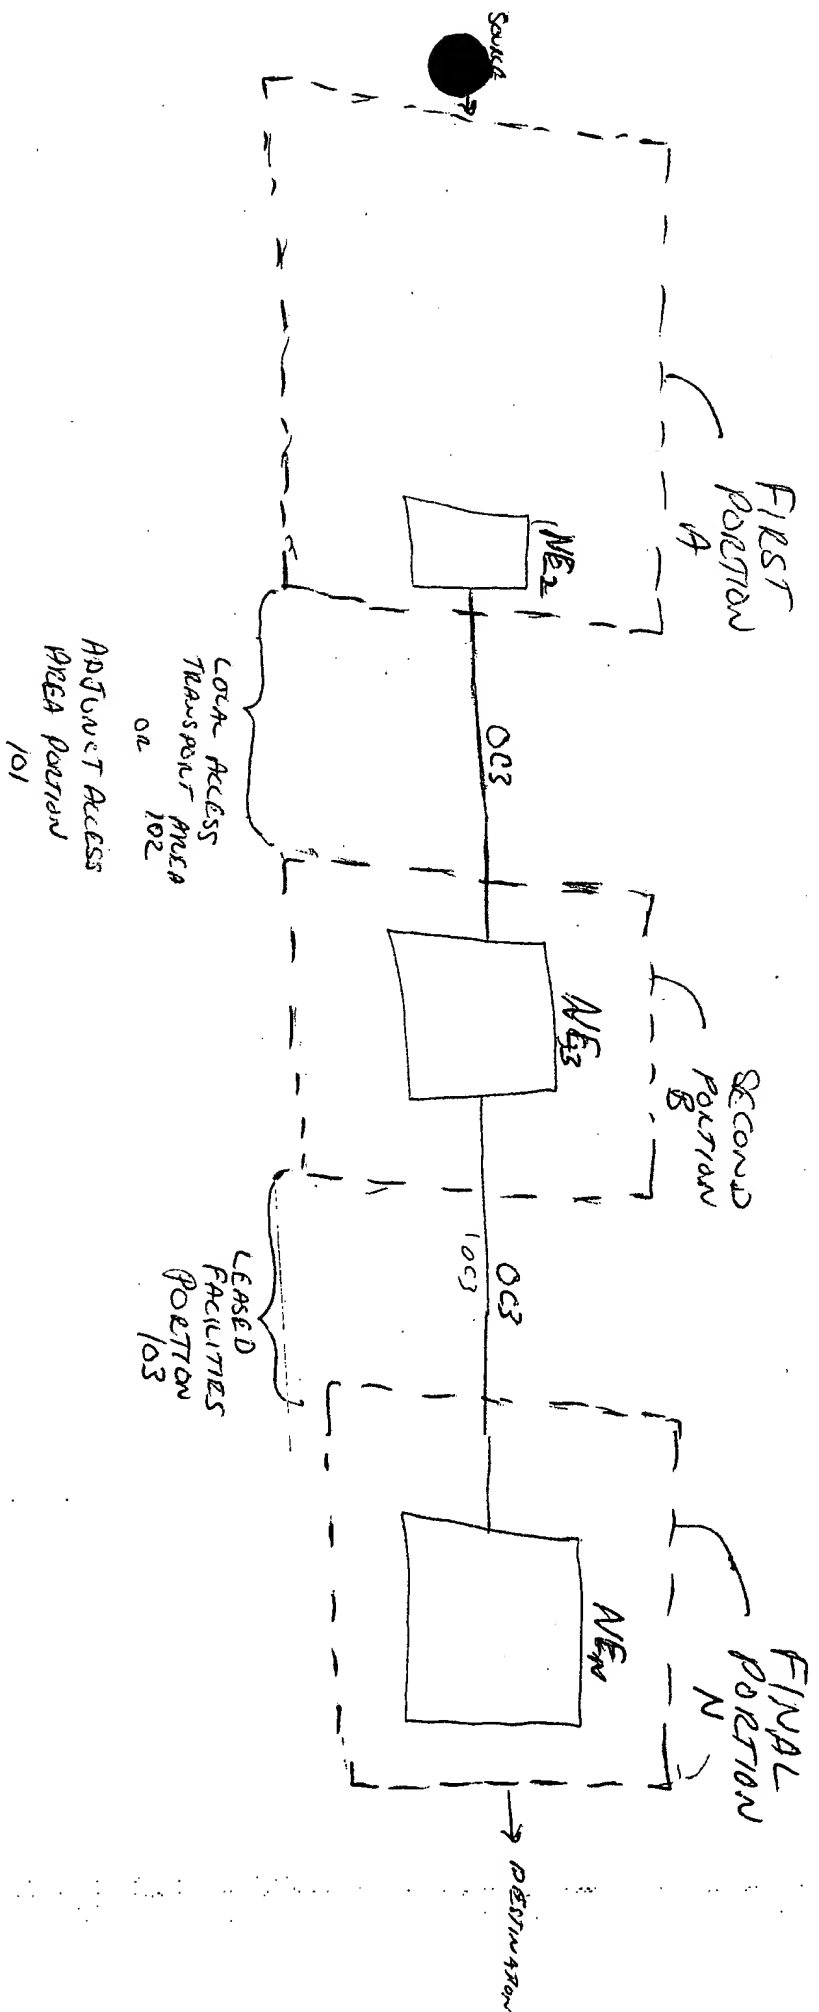 SOURCE
FIRST
PORTION
A
NE2
OC3
LOCAL ACCESS
TRANSPORT AREA
102
OR
ADJUNCT ACCESS
AREA PORTION
101
SECOND
PORTION
B
NE3
OC3
OC3
LEASED
FACILITIES
PORTION
103
FINAL
PORTION
N
NEN
DESTINATION